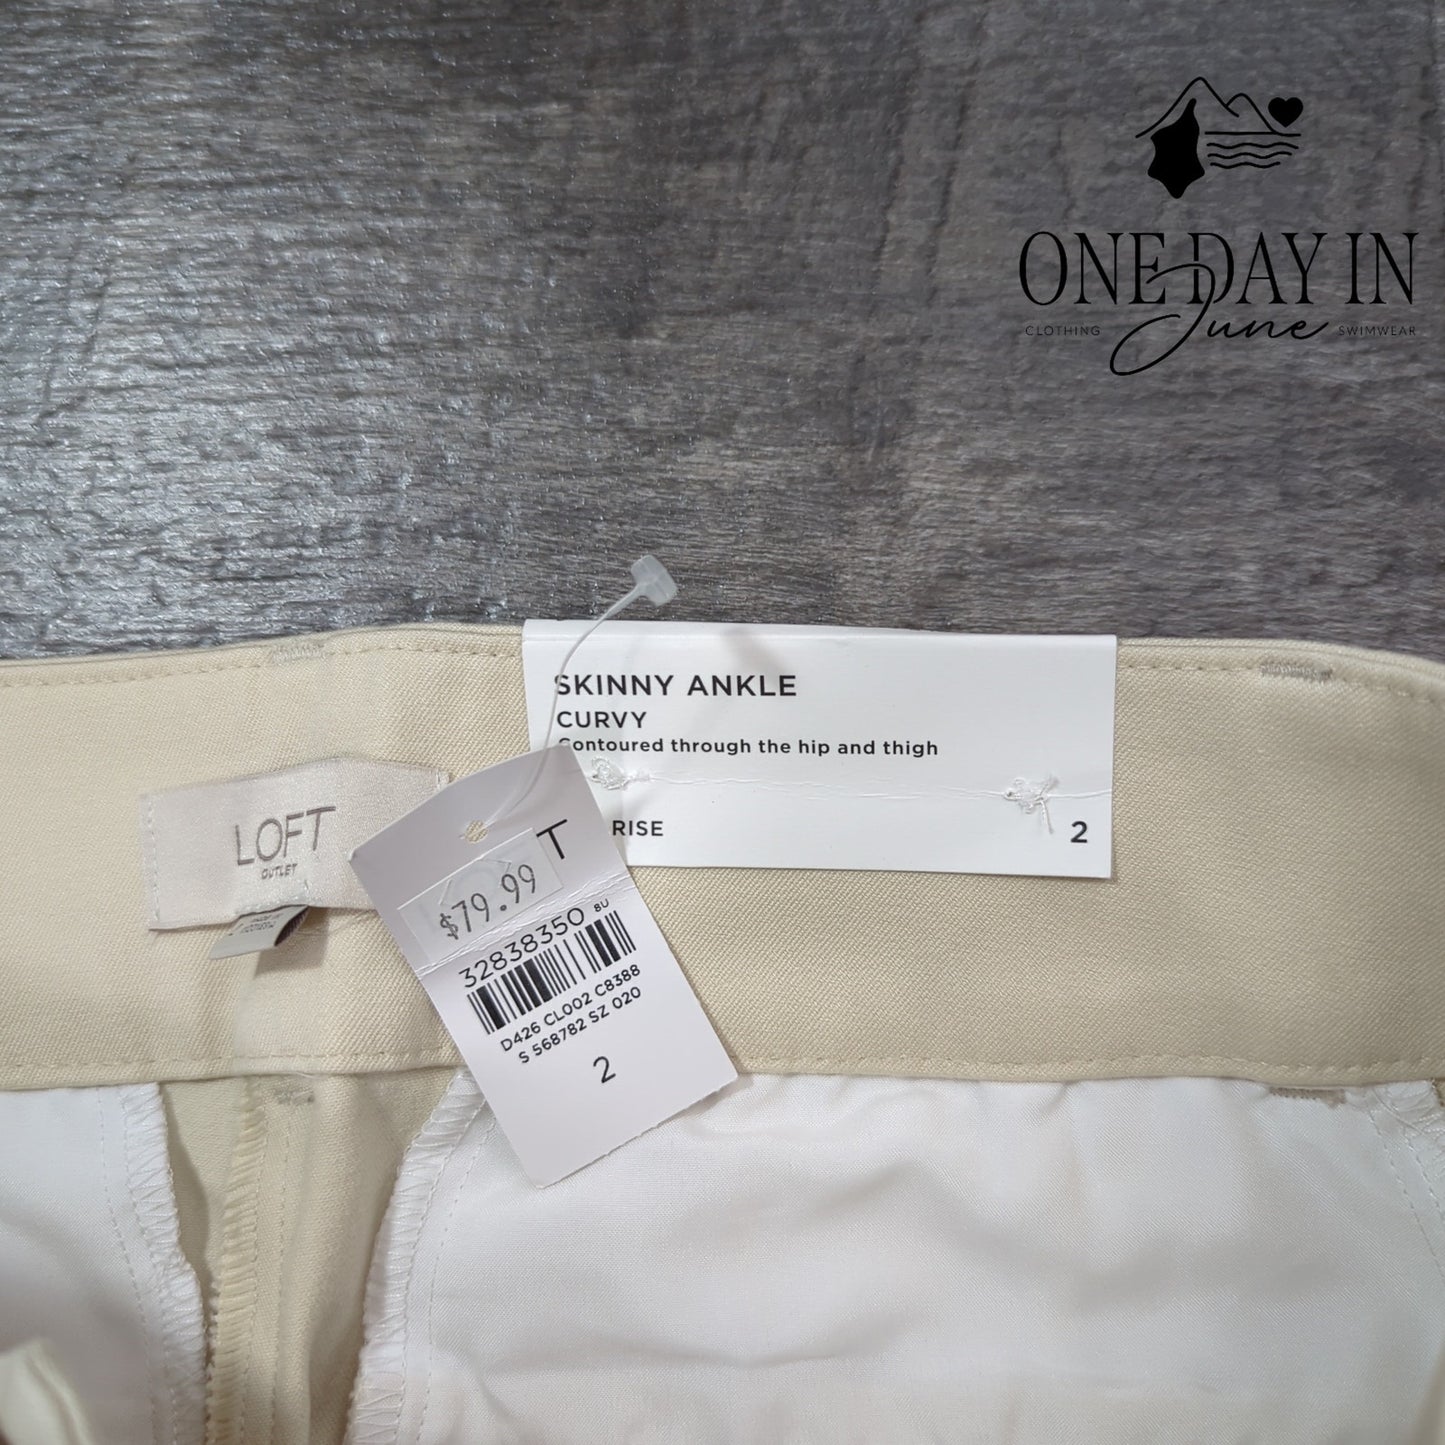 ONE DAY IN
June
CLOTHING
SWIMWEAR
SKINNY ANKLE
CURVY
Contoured through the hip and thigh
RISE
2
LOFT
OUTLET
T
$79.99
32838350 8U
D426 CL002 C8388
S 568782 SZ 020
2